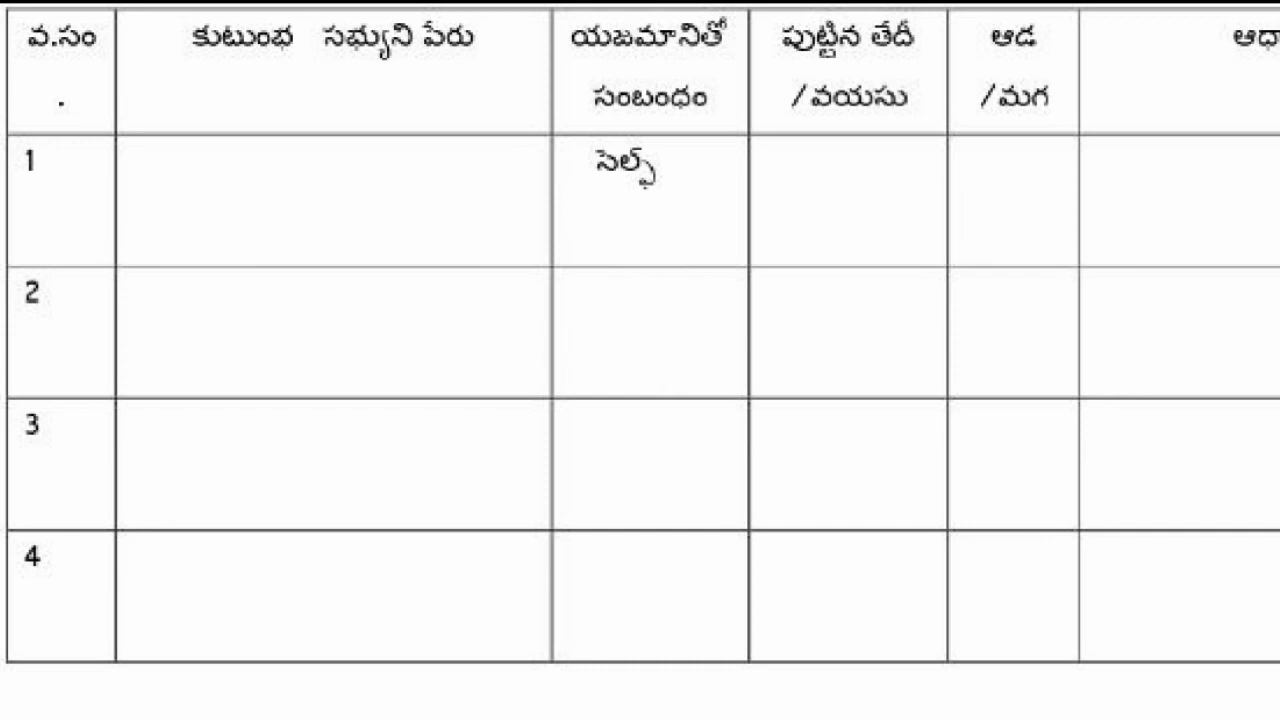 వ.సం కుటుంభ సభ్యుని పేరు యజమానితో పుట్టిన తేదీ ఆడ
. సంబంధం /వయసు /మగ
1 సెల్ఫ్
2
3
4